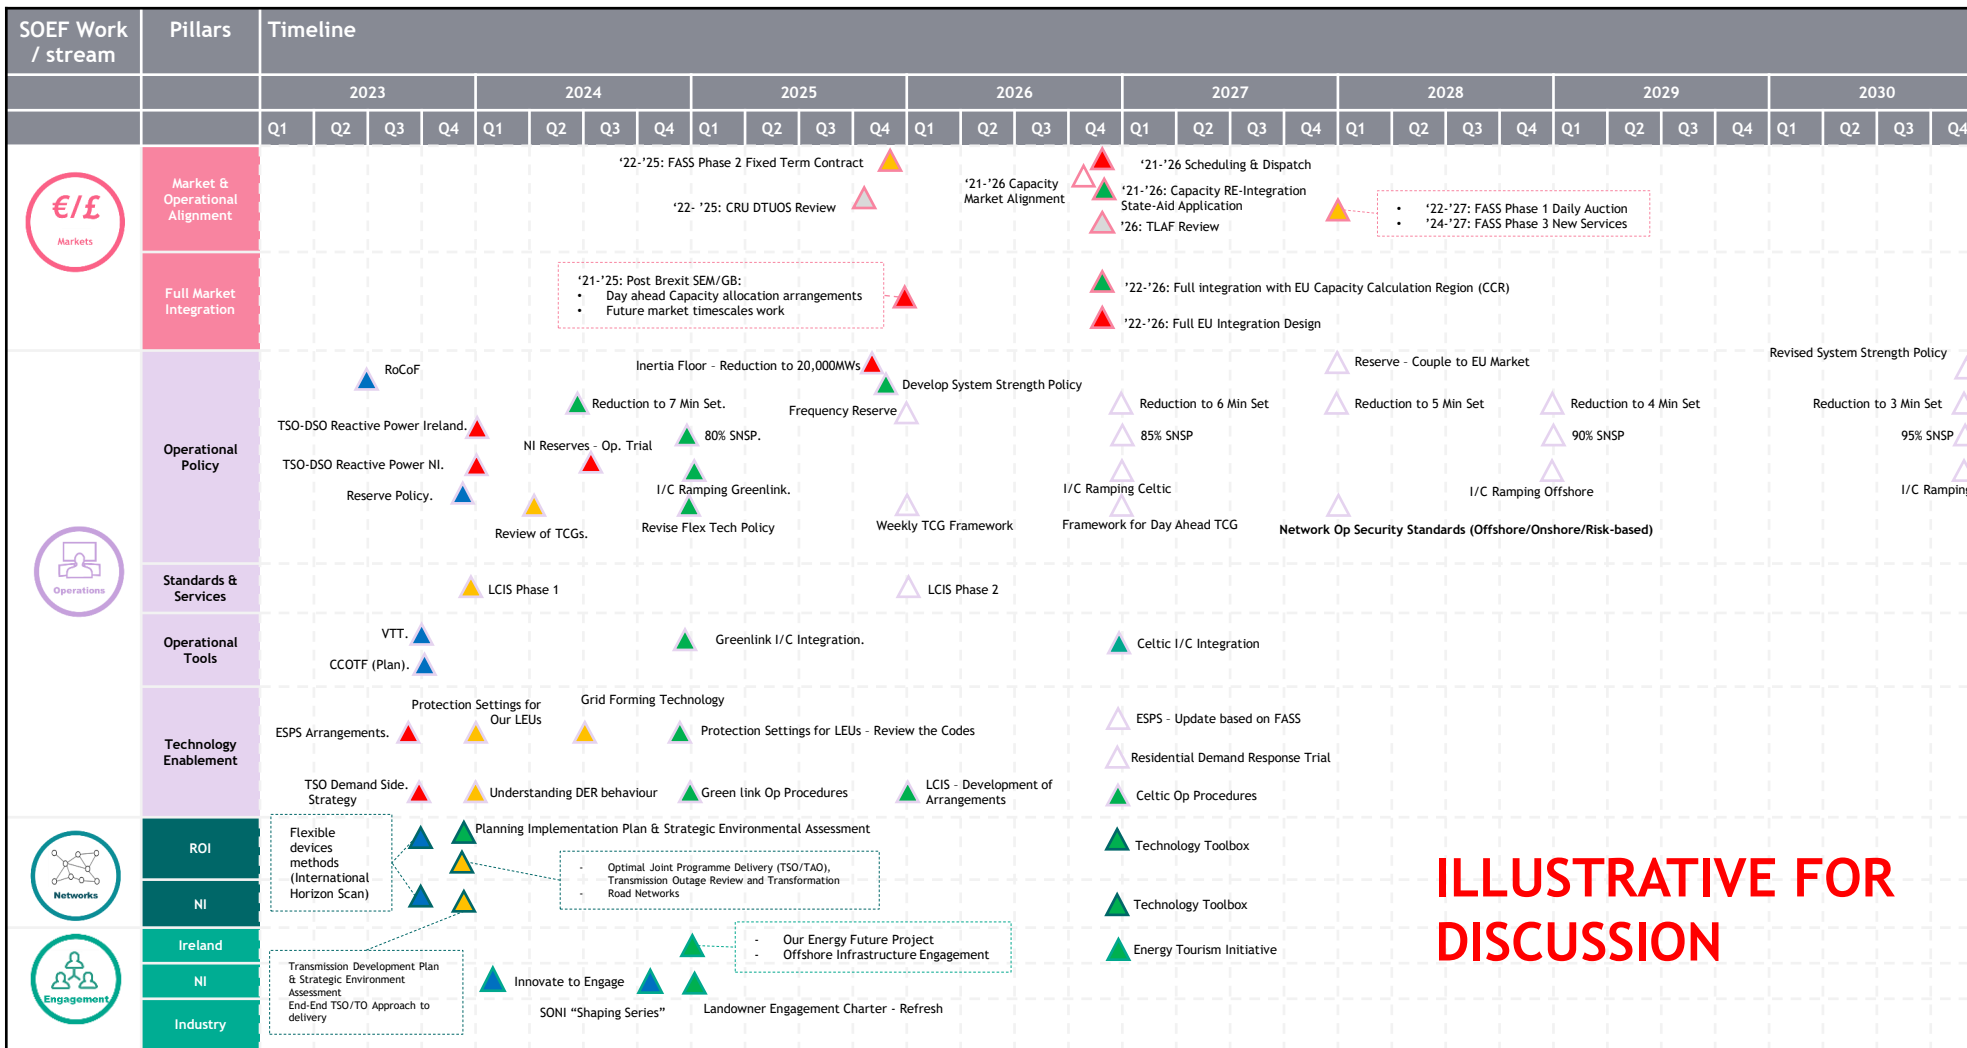 SOEF Work
/ stream
Pillars
Timeline
2023
2024
2025
2026
2027
2028
2029
2030
Q1 Q2 Q3 Q4 Q1 Q2 Q3 Q4 Q1 Q2 Q3 Q4 Q1 Q2 Q3 Q4 Q1 Q2 Q3 Q4 Q1 Q2 Q3 Q4 Q1 Q2 Q3 Q4 Q1 Q2 Q3 Q4
€/£
Markets
Market &
Operational
Alignment
‘22-’25: FASS Phase 2 Fixed Term Contract
‘22- ’25: CRU DTUOS Review
‘21-’26 Capacity
Market Alignment
‘21-’26 Scheduling & Dispatch
‘21-’26: Capacity RE-Integration
State-Aid Application
’26: TLAF Review
• ‘22-’27: FASS Phase 1 Daily Auction
• ‘24-’27: FASS Phase 3 New Services
Full Market
Integration
‘21-’25: Post Brexit SEM/GB:
• Day ahead Capacity allocation arrangements
• Future market timescales work
’22-’26: Full integration with EU Capacity Calculation Region (CCR)
’22-’26: Full EU Integration Design
Operations
Operational
Policy
RoCoF
Inertia Floor – Reduction to 20,000MWs
Develop System Strength Policy
Reserve – Couple to EU Market
Revised System Strength Policy
Reduction to 7 Min Set.
Frequency Reserve
Reduction to 6 Min Set
Reduction to 5 Min Set
Reduction to 4 Min Set
Reduction to 3 Min Set
TSO-DSO Reactive Power Ireland.
NI Reserves – Op. Trial
80% SNSP.
85% SNSP
90% SNSP
95% SNSP
TSO-DSO Reactive Power NI.
I/C Ramping Greenlink.
I/C Ramping Celtic
I/C Ramping Offshore
I/C Ramping
Reserve Policy.
Review of TCGs.
Revise Flex Tech Policy
Weekly TCG Framework
Framework for Day Ahead TCG
Network Op Security Standards (Offshore/Onshore/Risk-based)
Standards &
Services
LCIS Phase 1
LCIS Phase 2
Operational
Tools
VTT.
CCOTF (Plan).
Greenlink I/C Integration.
Celtic I/C Integration
Technology
Enablement
Protection Settings for
Our LEUs
Grid Forming Technology
ESPS Arrangements.
Protection Settings for LEUs – Review the Codes
ESPS – Update based on FASS
Residential Demand Response Trial
TSO Demand Side.
Strategy
Understanding DER behaviour
Green link Op Procedures
LCIS – Development of
Arrangements
Celtic Op Procedures
Networks
ROI
NI
Flexible
devices
methods
(International
Horizon Scan)
Planning Implementation Plan & Strategic Environmental Assessment
- Optimal Joint Programme Delivery (TSO/TAO),
Transmission Outage Review and Transformation
- Road Networks
Technology Toolbox
Technology Toolbox
ILLUSTRATIVE FOR
DISCUSSION
Engagement
Ireland
NI
Industry
Transmission Development Plan
& Strategic Environment
Assessment
End-End TSO/TO Approach to
delivery
- Our Energy Future Project
- Offshore Infrastructure Engagement
Energy Tourism Initiative
Innovate to Engage
SONI “Shaping Series”
Landowner Engagement Charter - Refresh